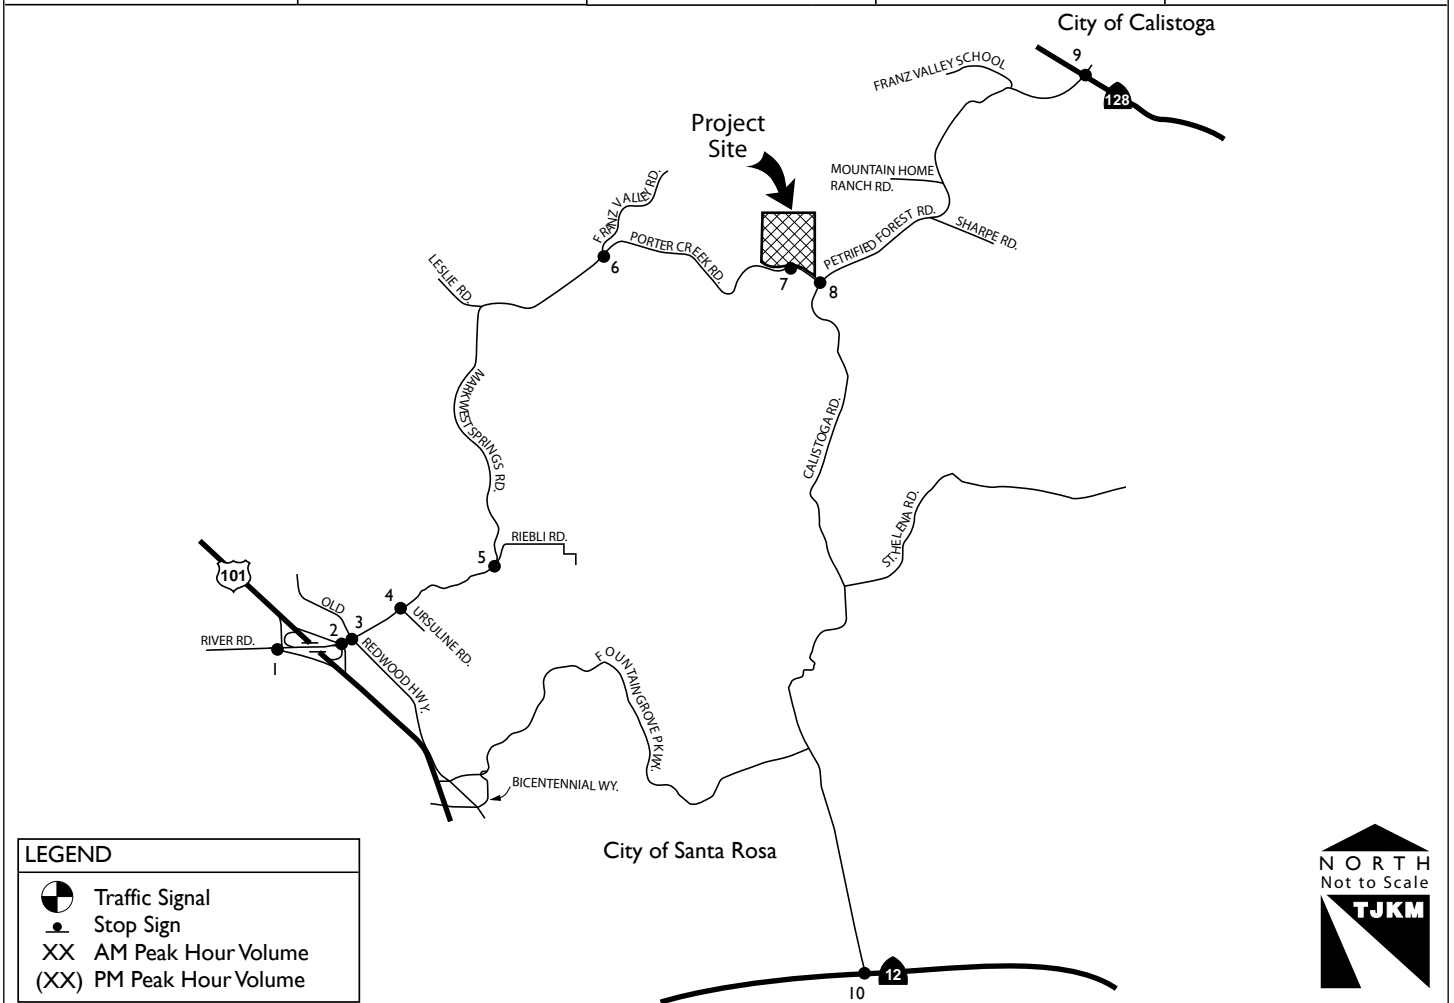 City of Calistoga
9
FRANZ VALLEY SCHOOL
128
Project
Site
MOUNTAIN HOME
RANCH RD.
FRANZ VALLEY RD.
PETRIFIED FOREST RD.
SHARPE RD.
PORTER CREEK RD.
6
7
8
LESLIE RD.
MARK WEST SPRINGS RD.
CALISTOGA RD.
ST. HELENA RD.
RIEBLI RD.
5
101
4
OLD
REDWOOD HWY.
3
2
URSULINE RD.
RIVER RD.
1
FOUNTAINGROVE PKWY.
BICENTENNIAL WY.
City of Santa Rosa
LEGEND
Traffic Signal
Stop Sign
XX AM Peak Hour Volume
(XX) PM Peak Hour Volume
12
10
NORTH
Not to Scale
TJKM